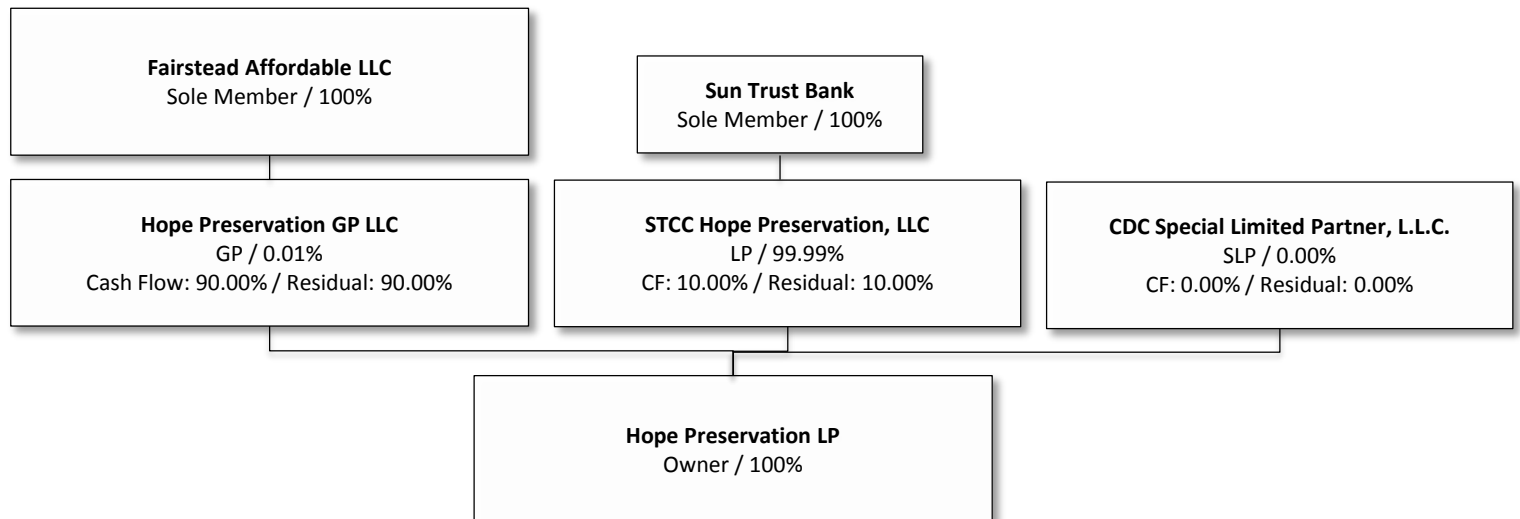 Fairstead Affordable LLC
Sole Member / 100%
Sun Trust Bank
Sole Member / 100%
Hope Preservation GP LLC
GP / 0.01%
Cash Flow: 90.00% / Residual: 90.00%
STCC Hope Preservation, LLC
LP / 99.99%
CF: 10.00% / Residual: 10.00%
CDC Special Limited Partner, L.L.C.
SLP / 0.00%
CF: 0.00% / Residual: 0.00%
Hope Preservation LP
Owner / 100%